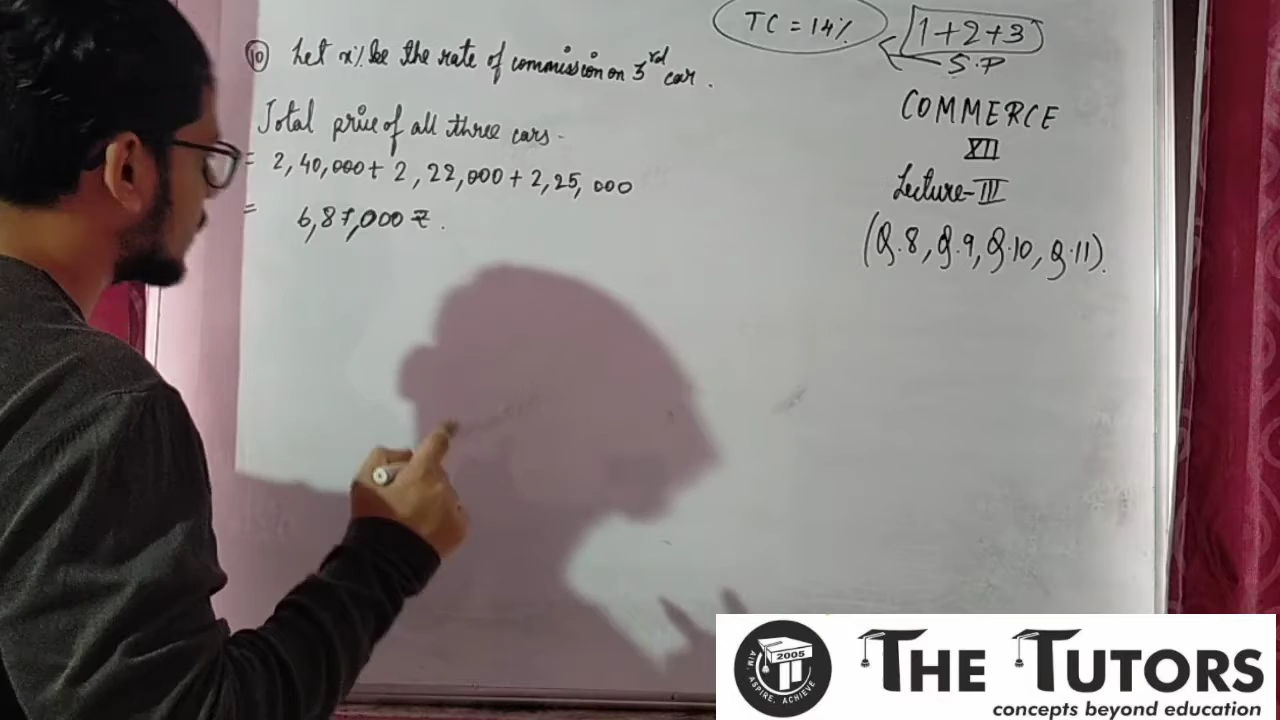 TC = 14%
1+2+3
S.P
10 Let x% be the rate of commission on 3rd car.
Total price of all three cars -
= 2,40,000 + 2,22,000 + 2,25,000
= 6,87,000 ₹.
COMMERCE
XII
Lecture-III
(Q.8, Q.9, Q.10, Q.11).
2005
AIM, ASPIRE, ACHIEVE
THE TUTORS
concepts beyond education